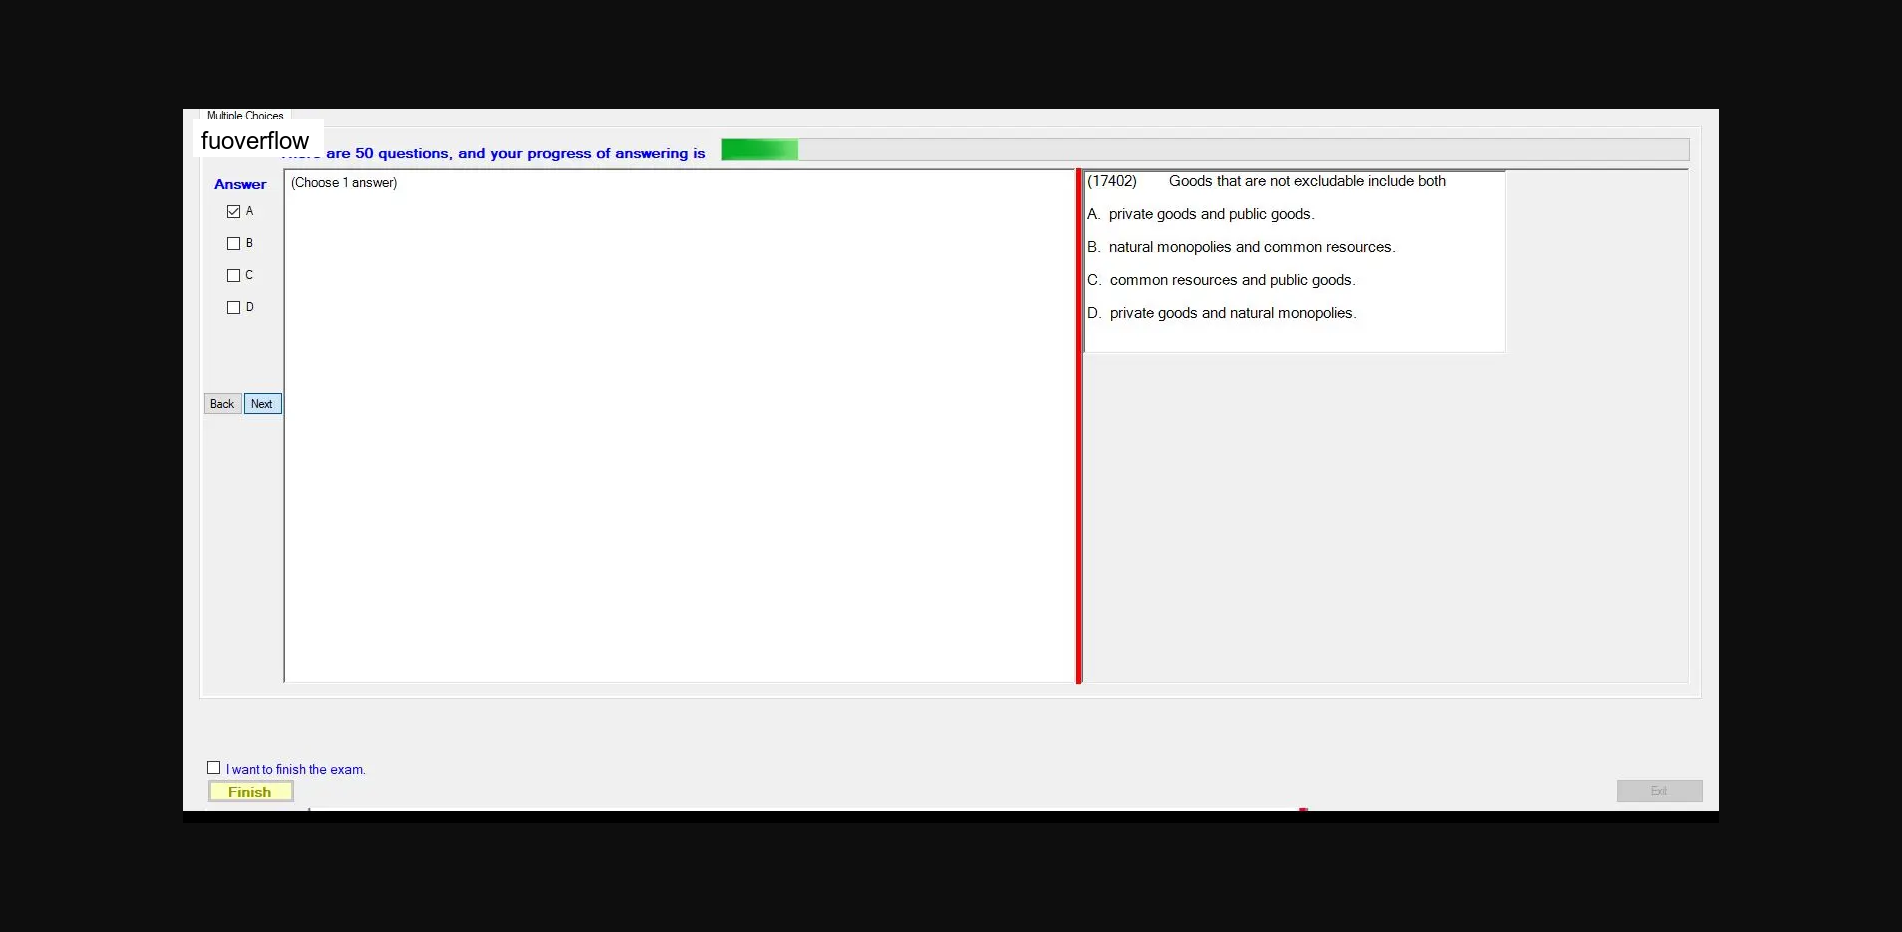 Multiple Choices
fuoverflow
are 50 questions, and your progress of answering is
Answer
(Choose 1 answer)
A
B
C
D
Back Next
(17402) Goods that are not excludable include both
A. private goods and public goods.
B. natural monopolies and common resources.
C. common resources and public goods.
D. private goods and natural monopolies.
I want to finish the exam.
Finish
Exit